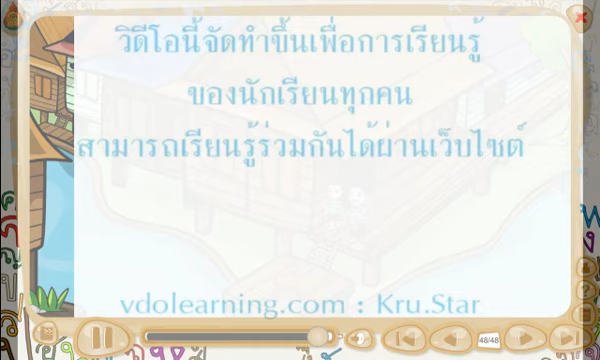 วิดีโอนี้จัดทำขึ้นเพื่อการเรียนรู้
ของนักเรียนทุกคน
สามารถเรียนรู้ร่วมกันได้ผ่านเว็บไซต์
vdolearning.com : Kru.Star
48/48